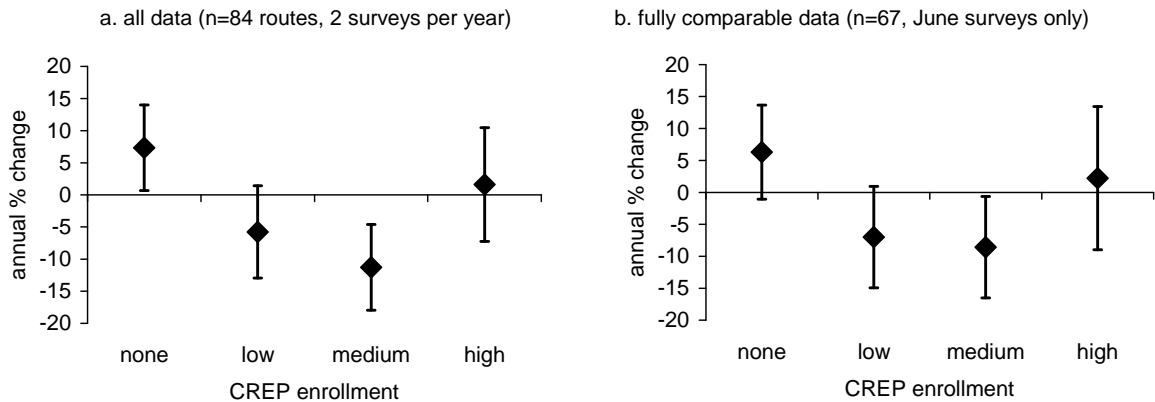 a. all data (n=84 routes, 2 surveys per year)
20
15
10
5
0
-5
-10
-15
-20
annual % change
none low medium high
CREP enrollment
b. fully comparable data (n=67, June surveys only)
20
15
10
5
0
-5
-10
-15
-20
annual % change
none low medium high
CREP enrollment